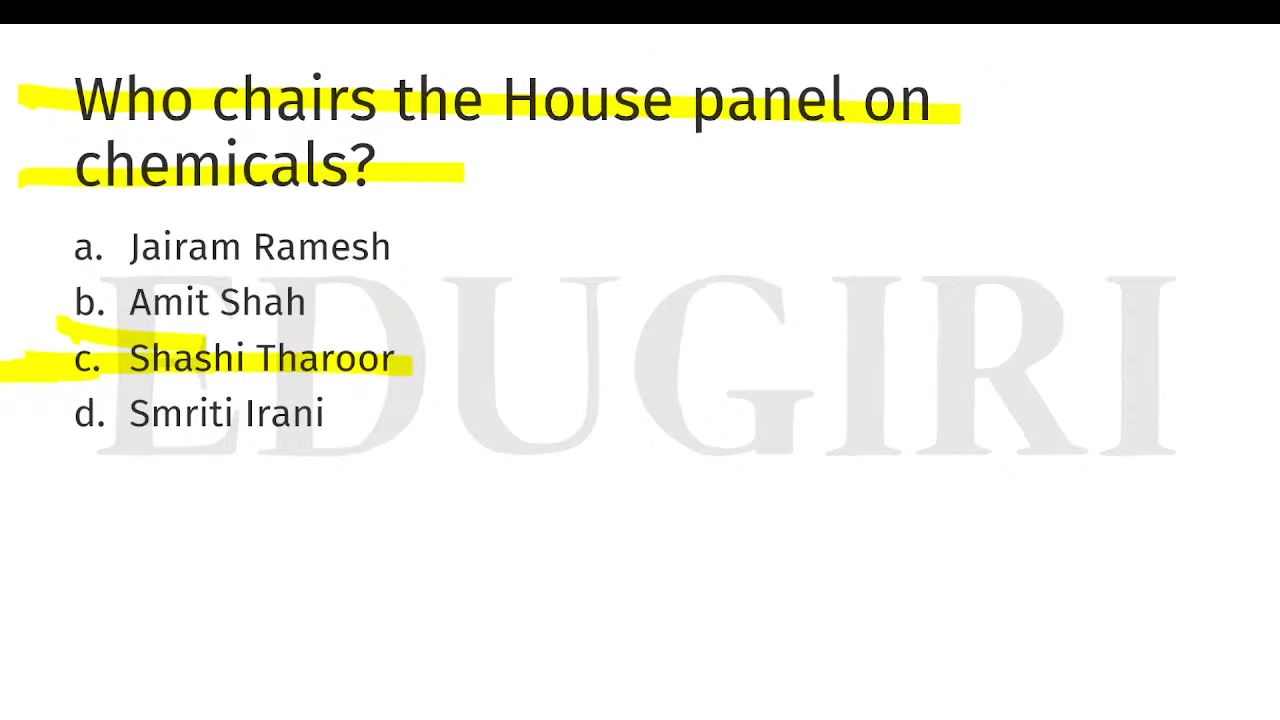 Who chairs the House panel on
chemicals?
a. Jairam Ramesh
b. Amit Shah
c. Shashi Tharoor
d. Smriti Irani
EDUGIRI